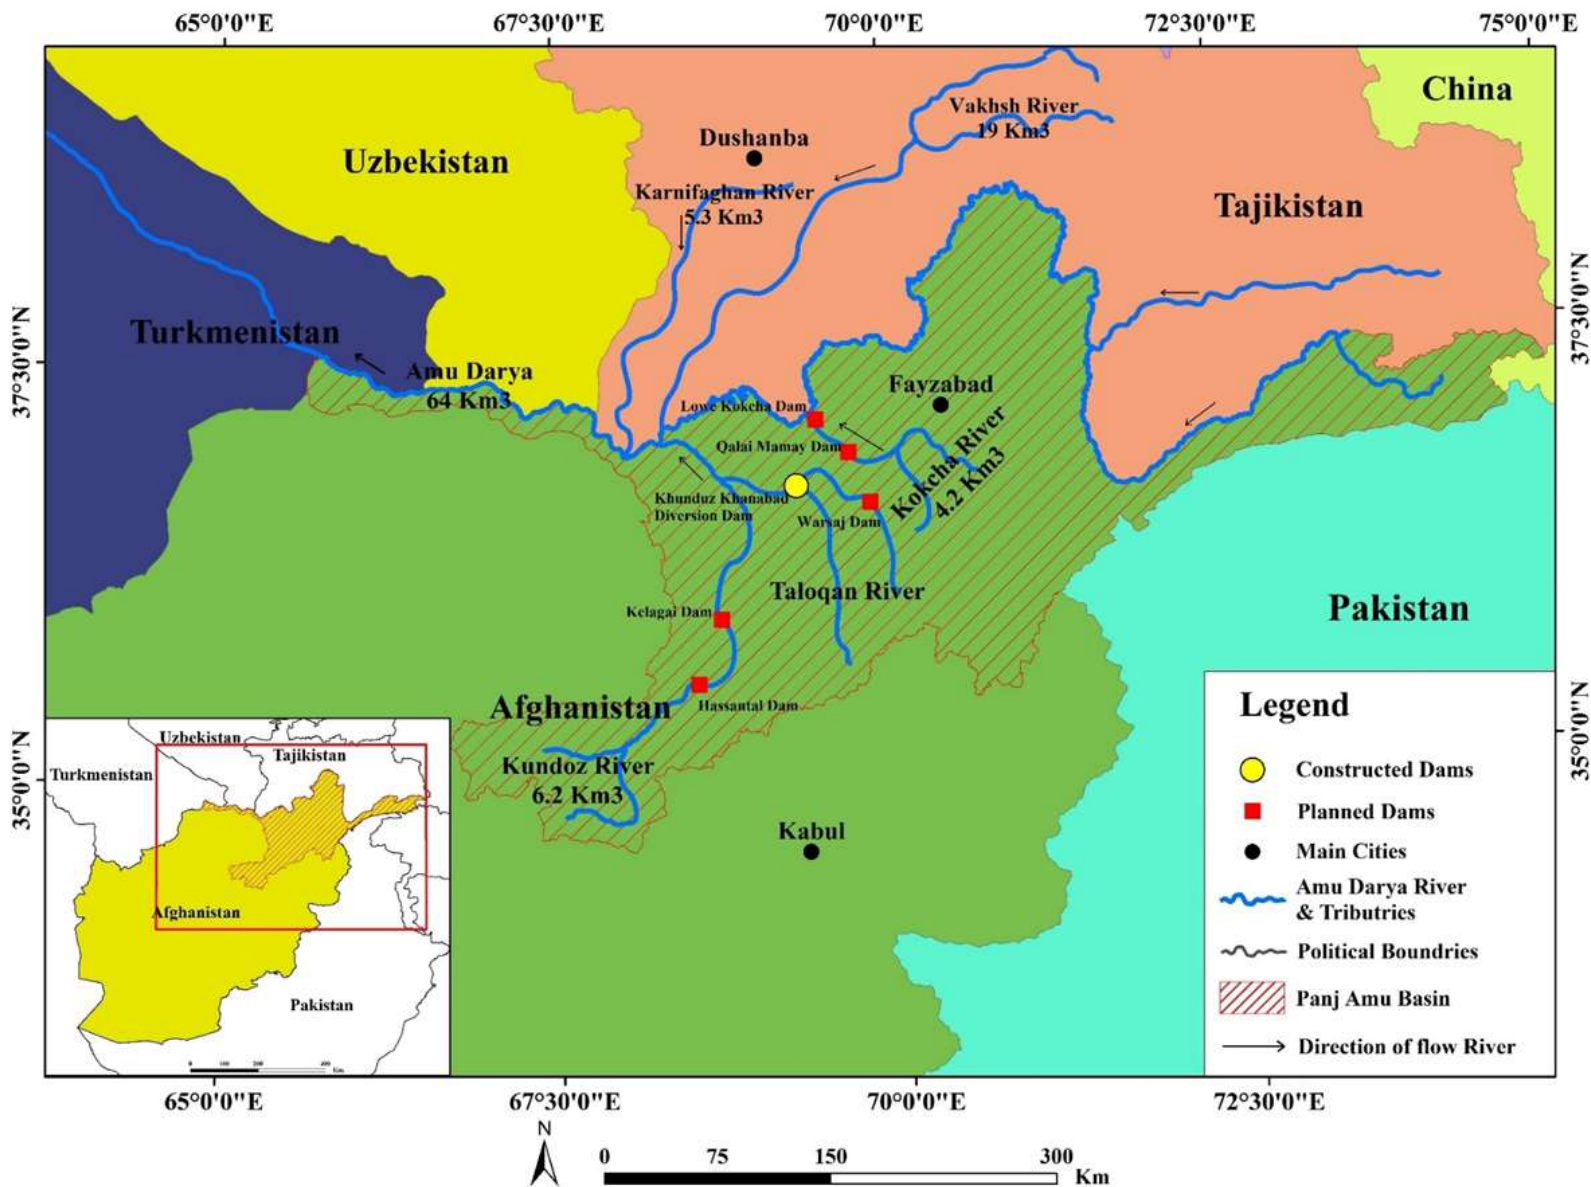 65°0'0"E
67°30'0"E
70°0'0"E
72°30'0"E
75°0'0"E
China
Vakhsh River
19 Km3
Dushanba
Uzbekistan
Karnifaghan River
5.3 Km3
Tajikistan
37°30'0"N
37°30'0"N
Turkmenistan
Amu Darya
64 Km3
Fayzabad
Lowe Kokcha Dam
Qalai Mamay Dam
Kokcha River
4.2 Km3
Khunduz Khanabad
Diversion Dam
Warsaj Dam
Taloqan River
Kelagai Dam
Pakistan
Afghanistan
Hassantal Dam
Kundoz River
6.2 Km3
Kabul
35°0'0"N
35°0'0"N
Uzbekistan
Tajikistan
Turkmenistan
Afghanistan
Pakistan
0 100 200 400
Km
Legend
Constructed Dams
Planned Dams
Main Cities
Amu Darya River
& Tributries
Political Boundries
Panj Amu Basin
Direction of flow River
65°0'0"E
67°30'0"E
70°0'0"E
72°30'0"E
N
0 75 150 300
Km